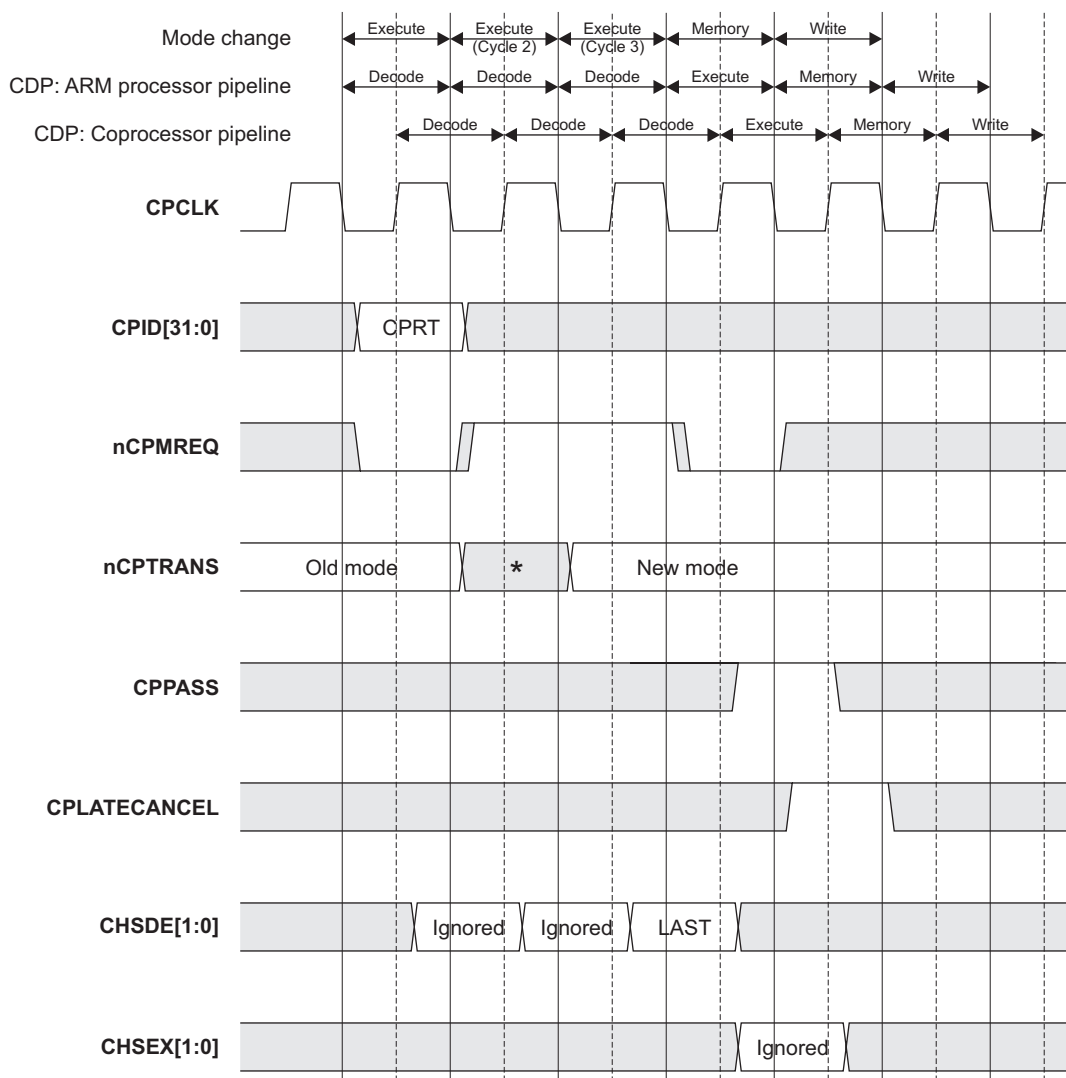 Mode change Execute Execute (Cycle 2) Execute (Cycle 3) Memory Write
CDP: ARM processor pipeline Decode Decode Decode Execute Memory Write
CDP: Coprocessor pipeline Decode Decode Decode Execute Memory Write
CPCLK
CPID[31:0] CPRT
nCPMREQ
nCPTRANS Old mode * New mode
CPPASS
CPLATECANCEL
CHSDE[1:0] Ignored Ignored LAST
CHSEX[1:0] Ignored